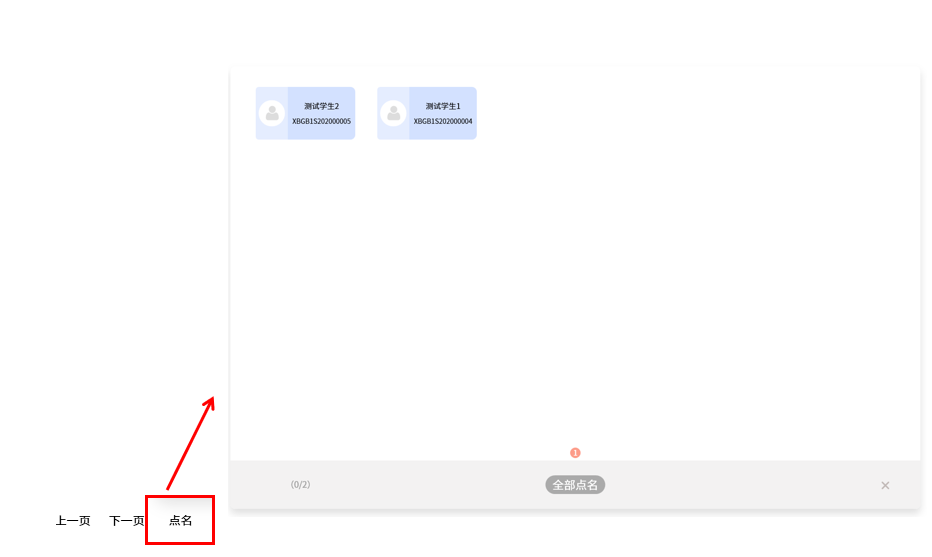 测试学生2
XBGB1S202000005
测试学生1
XBGB1S202000004
1
(0/2)
全部点名
上一页
下一页
点名